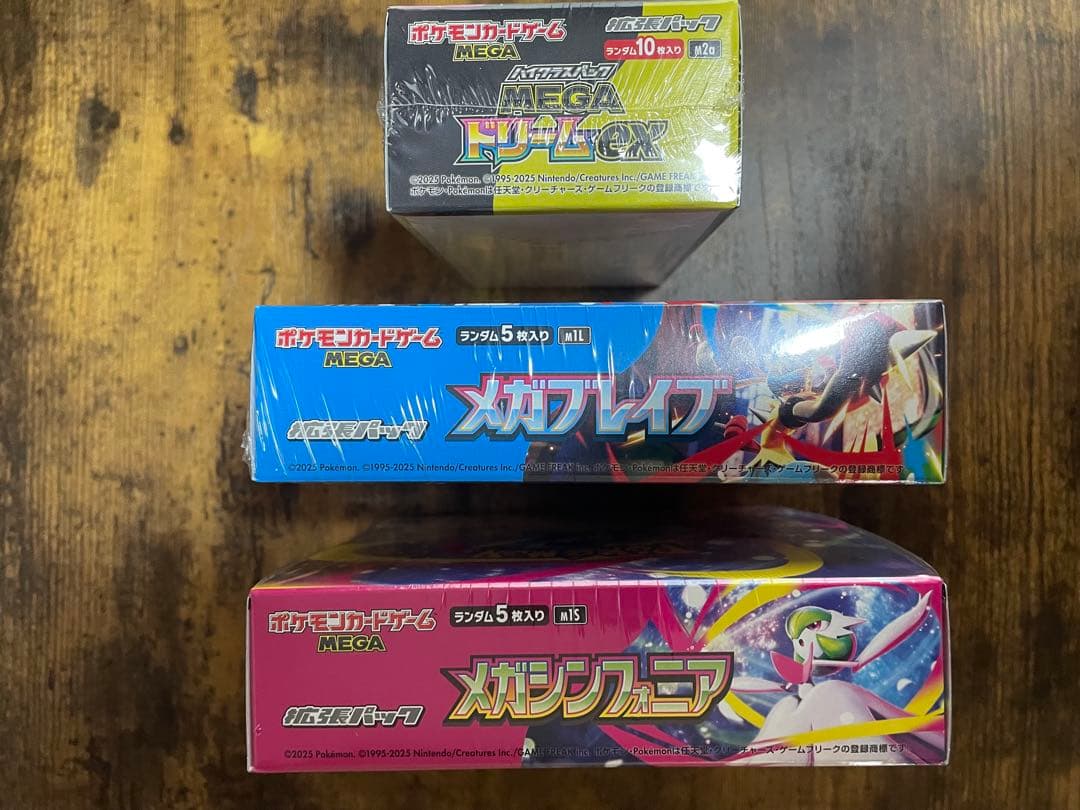 ポケモンカードゲーム
MEGA
拡張パック
ランダム10枚入り M2a
ハイクラスパック
MEGA
ドリームex
©2025 Pokémon. ©1995-2025 Nintendo/Creatures Inc./GAME FREAK
ポケモン・Pokémonは任天堂・クリーチャーズ・ゲームフリークの登録商標です
ポケモンカードゲーム
MEGA
ランダム5枚入り M1L
メガブレイブ
拡張パック
©2025 Pokémon. ©1995-2025 Nintendo/Creatures Inc./GAME FREAK inc. ポケモン・Pokémonは任天堂・クリーチャーズ・ゲームフリークの登録商標です
ポケモンカードゲーム
MEGA
ランダム5枚入り M1S
メガシンフォニア
拡張パック
©2025 Pokémon. ©1995-2025 Nintendo/Creatures Inc./GAME FREAK inc. ポケモン・Pokémonは任天堂・クリーチャーズ・ゲームフリークの登録商標です